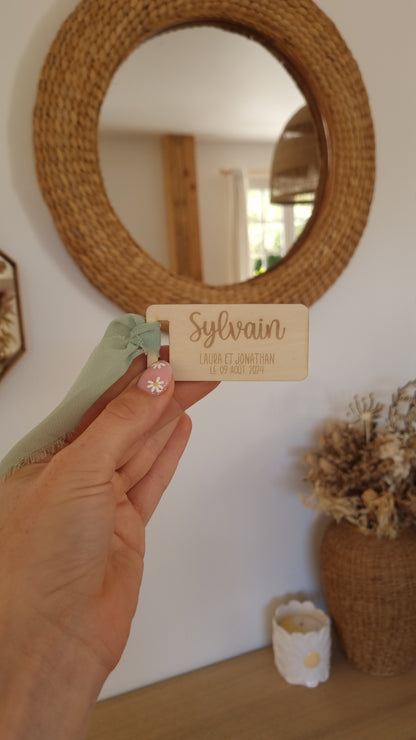 Sylvain
LAURA ET JONATHAN
LE 09 AOUT 2024